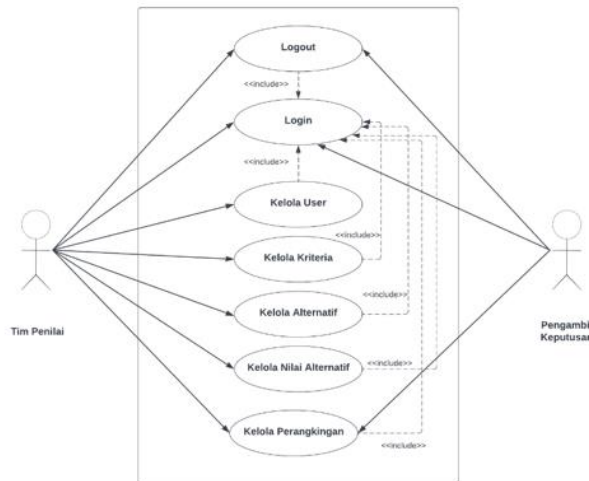 Logout
<<include>>
Login
<<include>>
Kelola User
<<include>>
Kelola Kriteria
<<include>>
Kelola Alternatif
Tim Penilai
Pengambi
Keputusan
<<include>>
Kelola Nilai Alternatif
Kelola Perangkingan
<<include>>